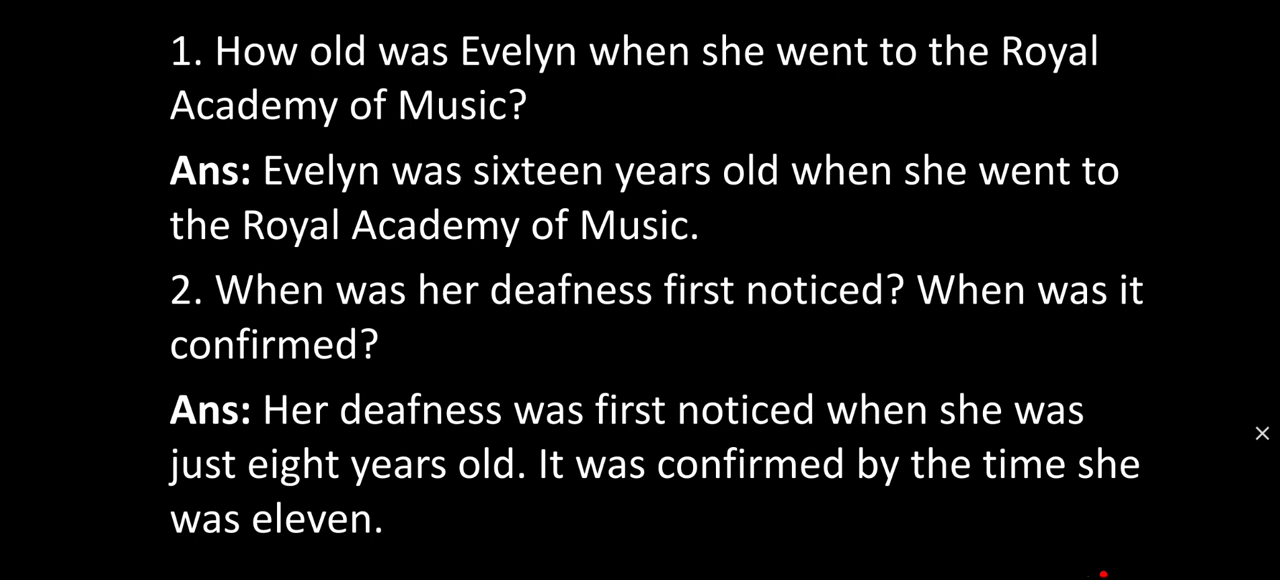 1. How old was Evelyn when she went to the Royal
Academy of Music?
Ans: Evelyn was sixteen years old when she went to
the Royal Academy of Music.
2. When was her deafness first noticed? When was it
confirmed?
Ans: Her deafness was first noticed when she was
just eight years old. It was confirmed by the time she
was eleven.